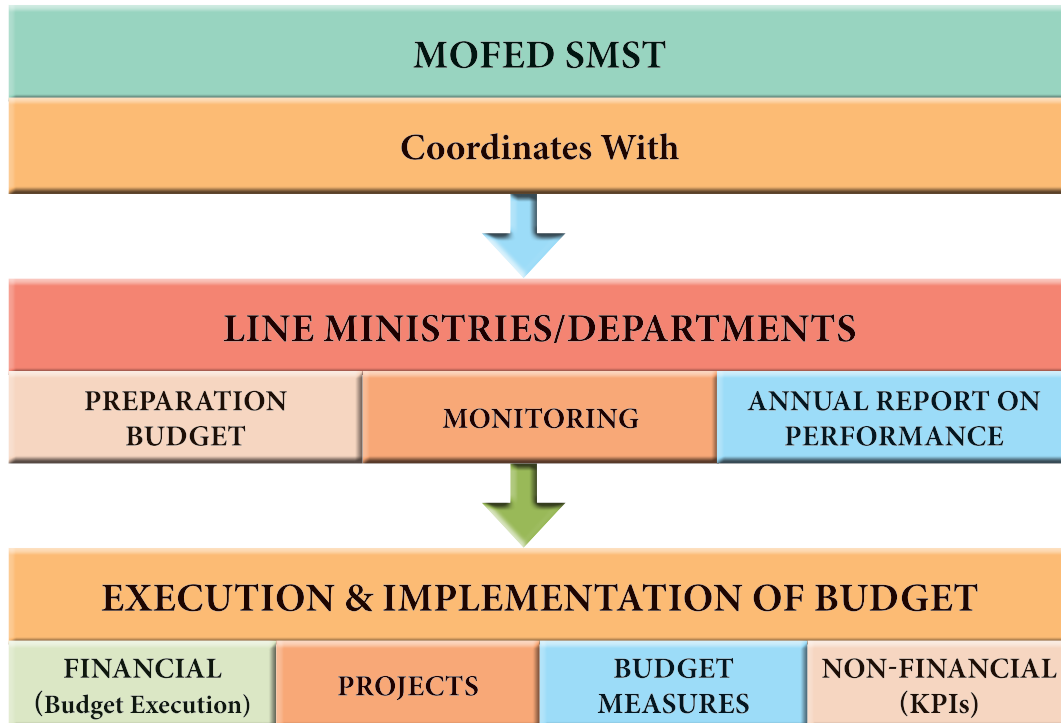 MOFED SMST
Coordinates With
LINE MINISTRIES/DEPARTMENTS
PREPARATION
BUDGET
MONITORING
ANNUAL REPORT ON
PERFORMANCE
EXECUTION & IMPLEMENTATION OF BUDGET
FINANCIAL
(Budget Execution)
PROJECTS
BUDGET
MEASURES
NON-FINANCIAL
(KPIs)